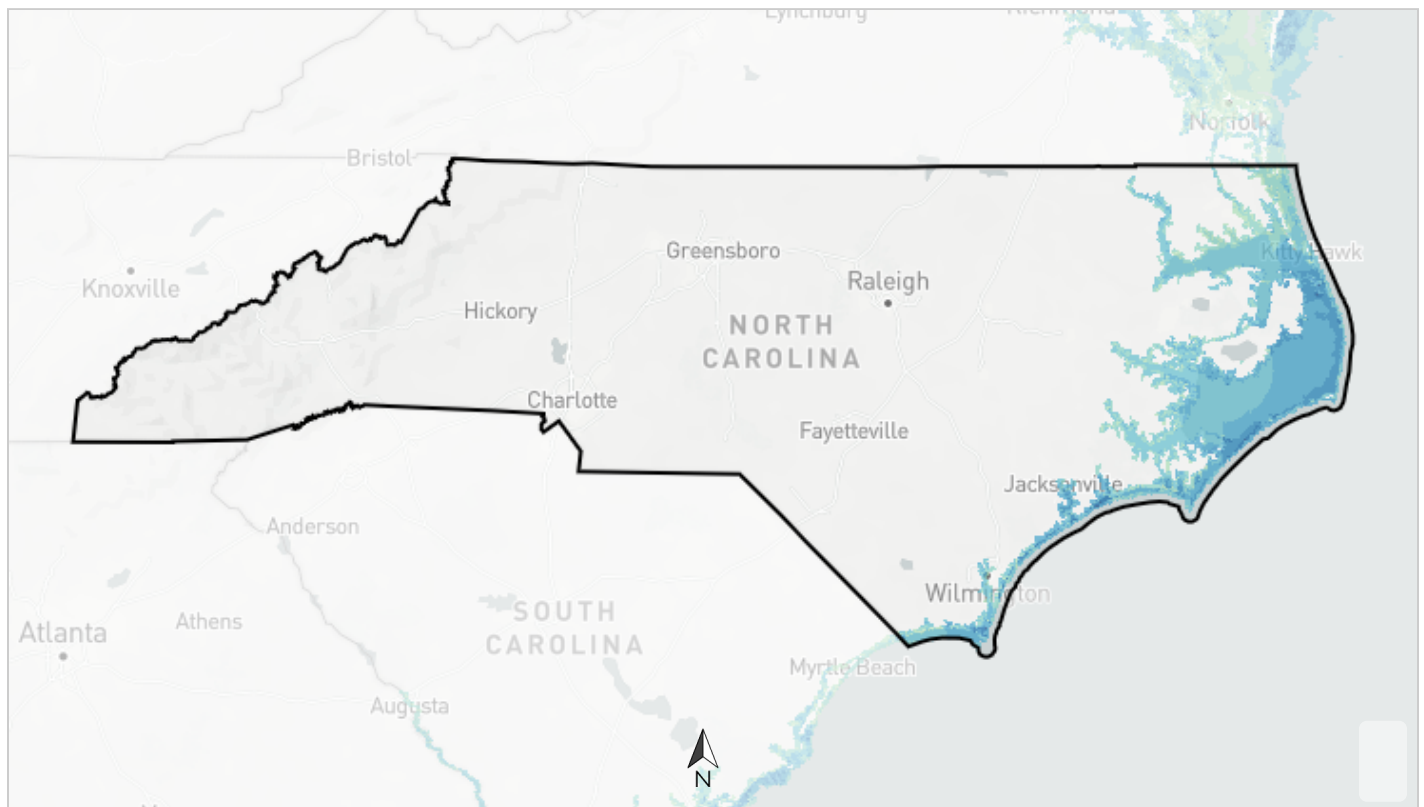 Lynchburg
Richmond
Norfolk
Bristol
Kitty Hawk
Greensboro
Knoxville
Raleigh
Hickory
NORTH
CAROLINA
Charlotte
Fayetteville
Jacksonville
Anderson
Wilmington
SOUTH
CAROLINA
Athens
Atlanta
Myrtle Beach
Augusta
N